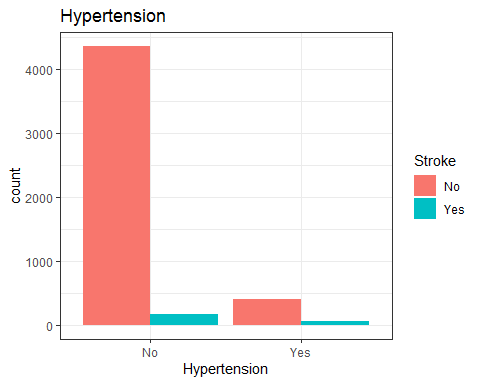 Hypertension
4000
3000
2000
1000
0
count
No
Yes
Hypertension
Stroke
No
Yes